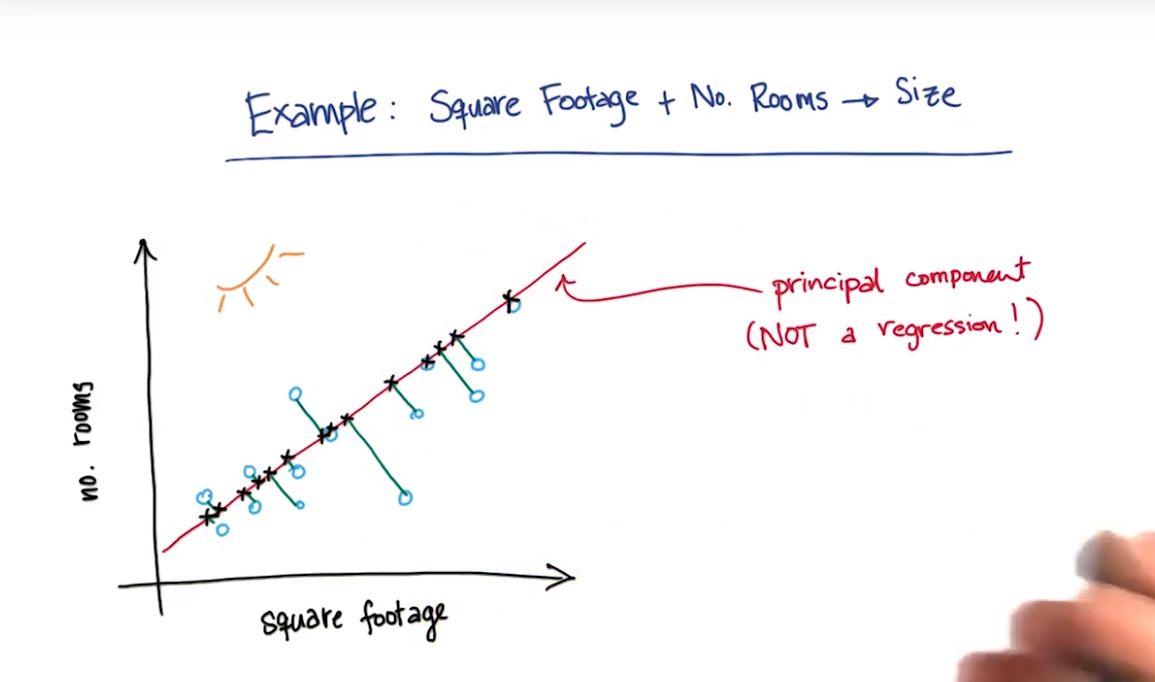 Example: Square Footage + No. Rooms → Size
principal component
(NOT a regression!)
no. rooms
square footage